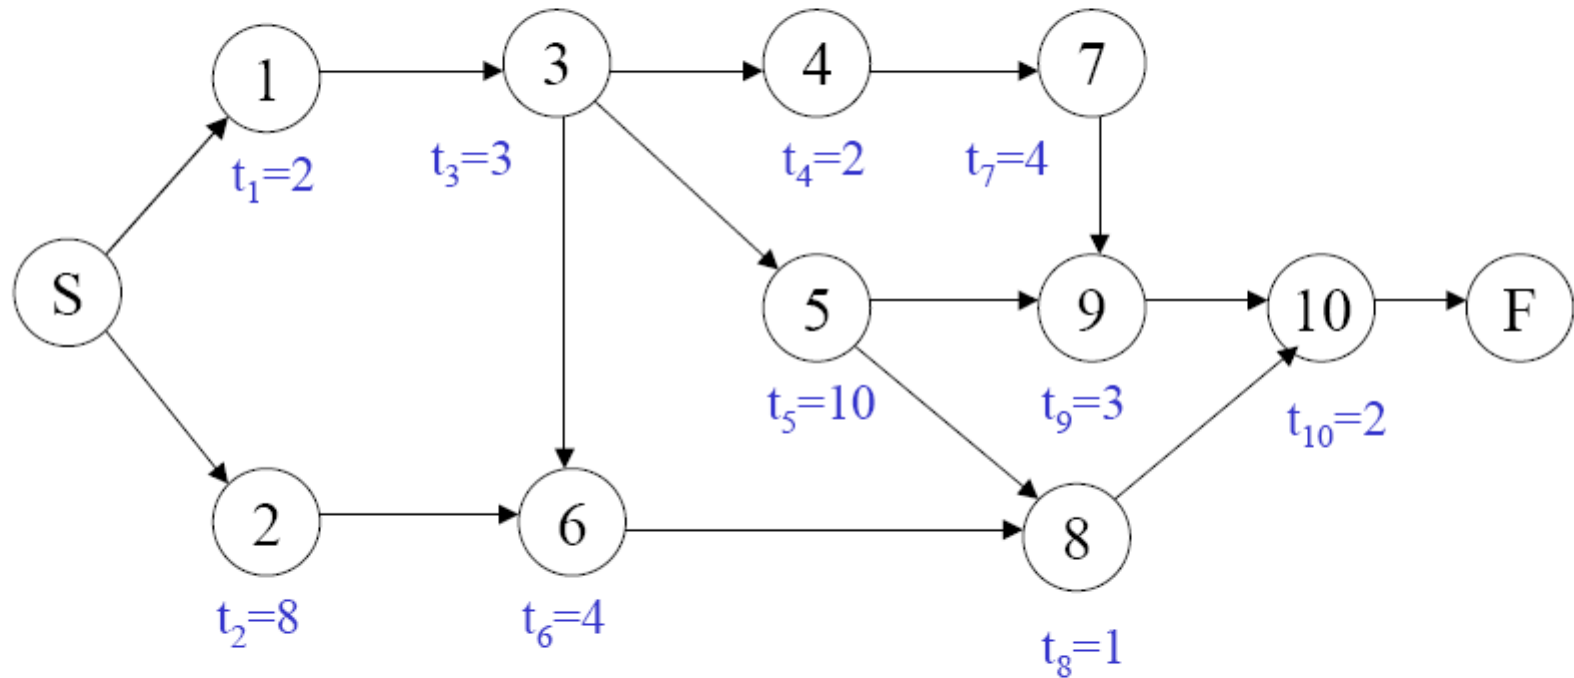 1
3
4
7
t₁=2
t₃=3
t₄=2
t₇=4
S
5
9
10
F
t₅=10
t₉=3
t₁₀=2
2
6
8
t₂=8
t₆=4
t₈=1